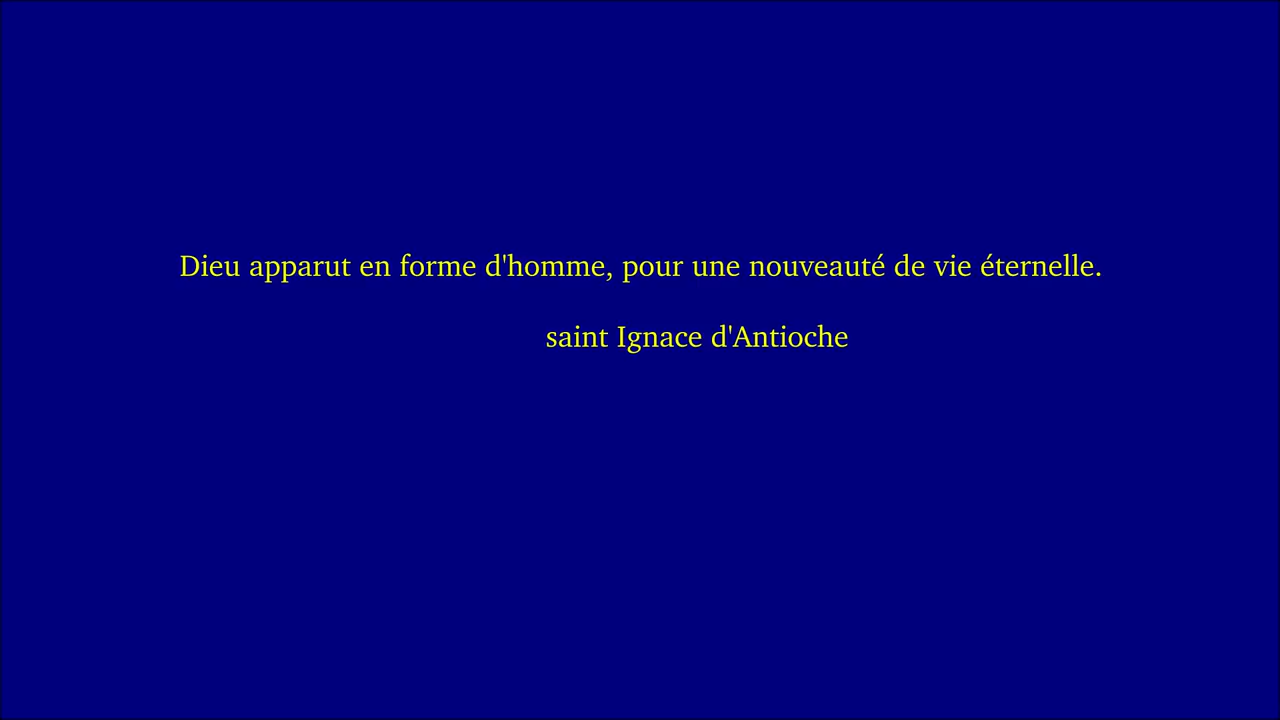 Dieu apparut en forme d'homme, pour une nouveauté de vie éternelle.
saint Ignace d'Antioche